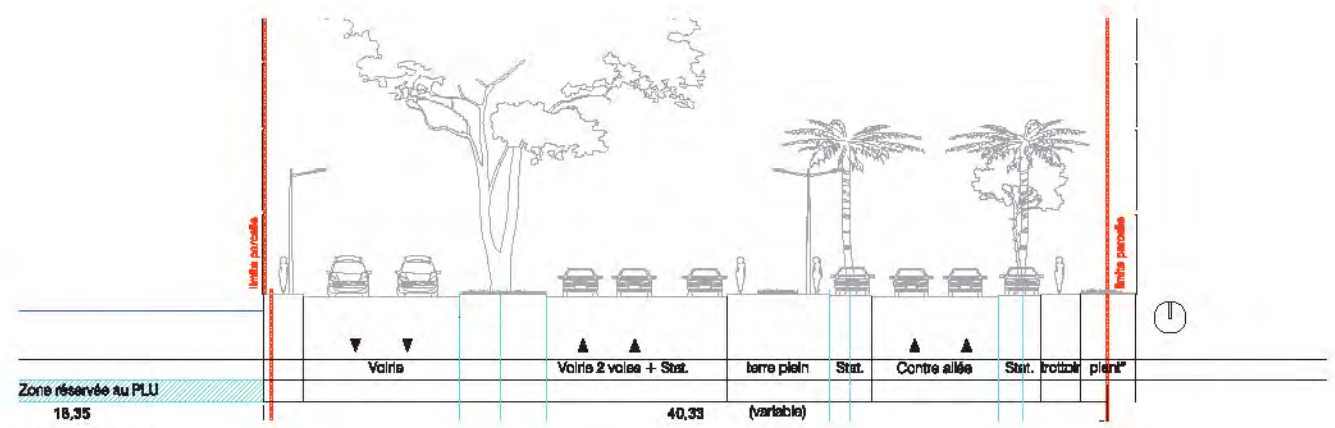 limite parcelle
limite parcelle
Voirie
Voirie 2 voies + Stat.
terre plein
Stat.
Contre allée
Stat.
trottoir
plant°
Zone réservée au PLU
18,35
40,33
(variable)